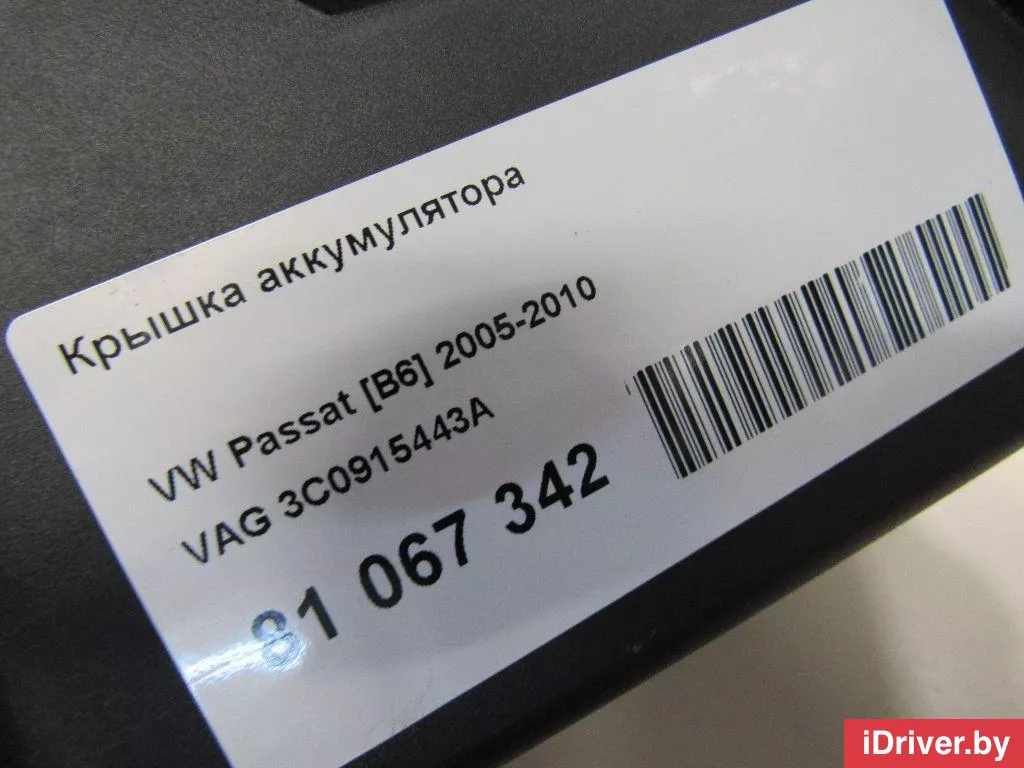 Крышка аккумулятора
VW Passat [B6] 2005-2010
VAG 3C0915443A
81 067 342
iDriver.by